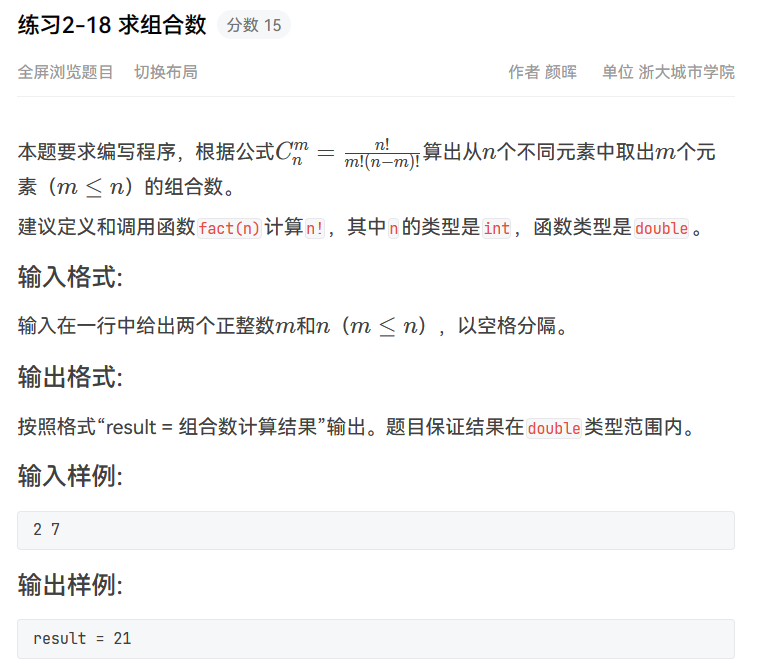 练习2-18 求组合数 分数 15
全屏浏览题目 切换布局 作者 颜晖 单位 浙大城市学院
本题要求编写程序，根据公式$C_n^m = \frac{n!}{m!(n-m)!}$算出从n个不同元素中取出m个元
素（m ≤ n）的组合数。
建议定义和调用函数fact(n)计算n!，其中n的类型是int，函数类型是double。
输入格式:
输入在一行中给出两个正整数m和n（m ≤ n），以空格分隔。
输出格式:
按照格式“result = 组合数计算结果”输出。题目保证结果在double类型范围内。
输入样例:
2 7
输出样例:
result = 21